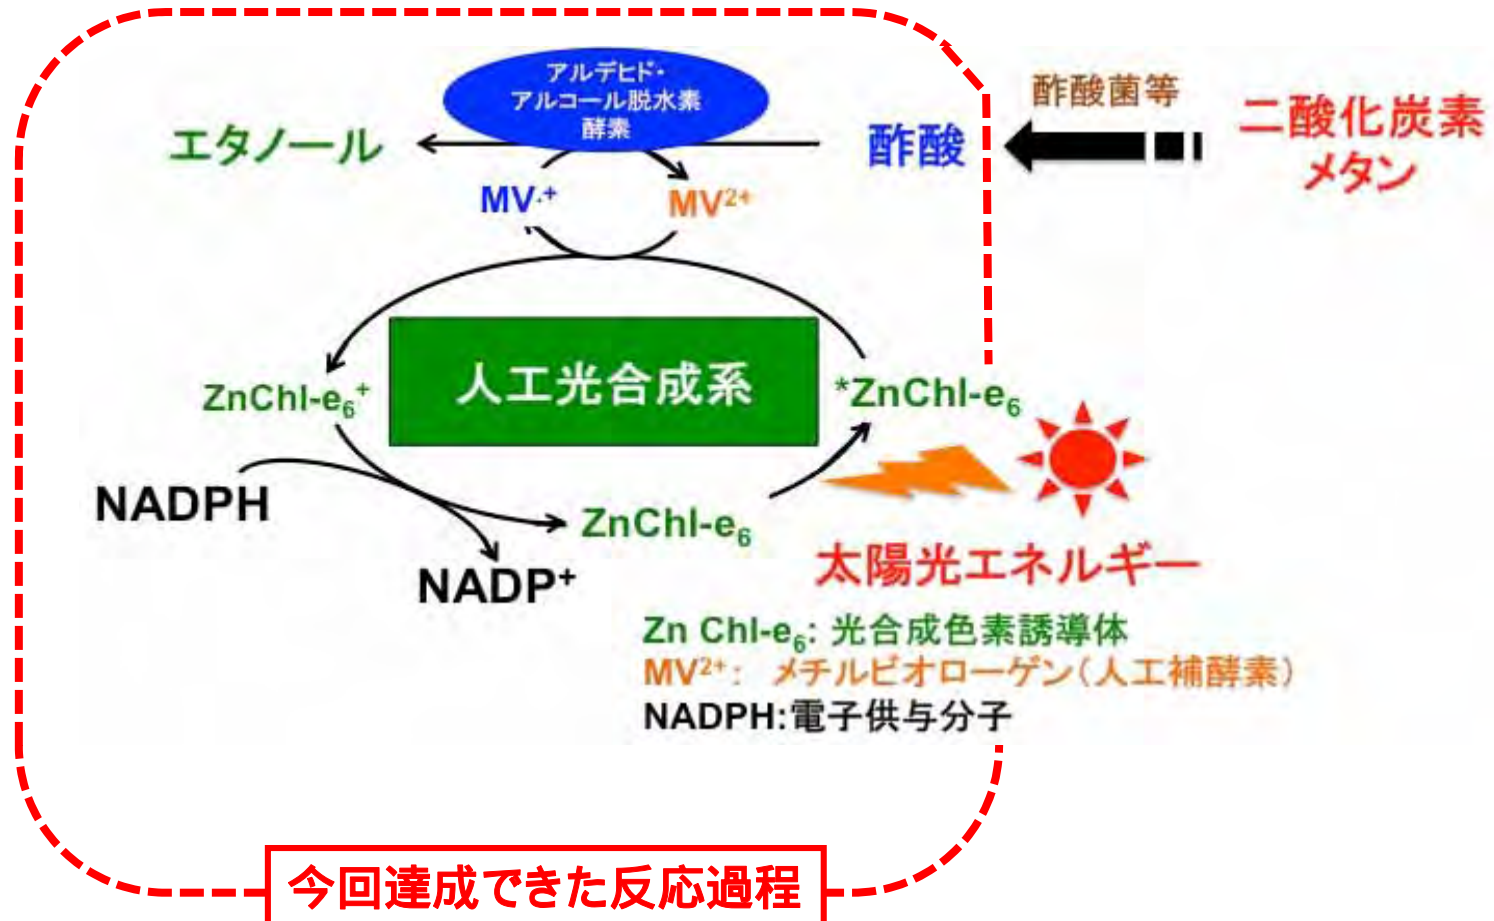 アルデヒド・
アルコール脱水素
酵素
酢酸菌等
二酸化炭素
メタン
エタノール
酢酸
MV·+
MV2+
人工光合成系
ZnChl-e6+
*ZnChl-e6
NADPH
ZnChl-e6
NADP+
太陽光エネルギー
Zn Chl-e6: 光合成色素誘導体
MV2+: メチルビオローゲン(人工補酵素)
NADPH:電子供与分子
今回達成できた反応過程